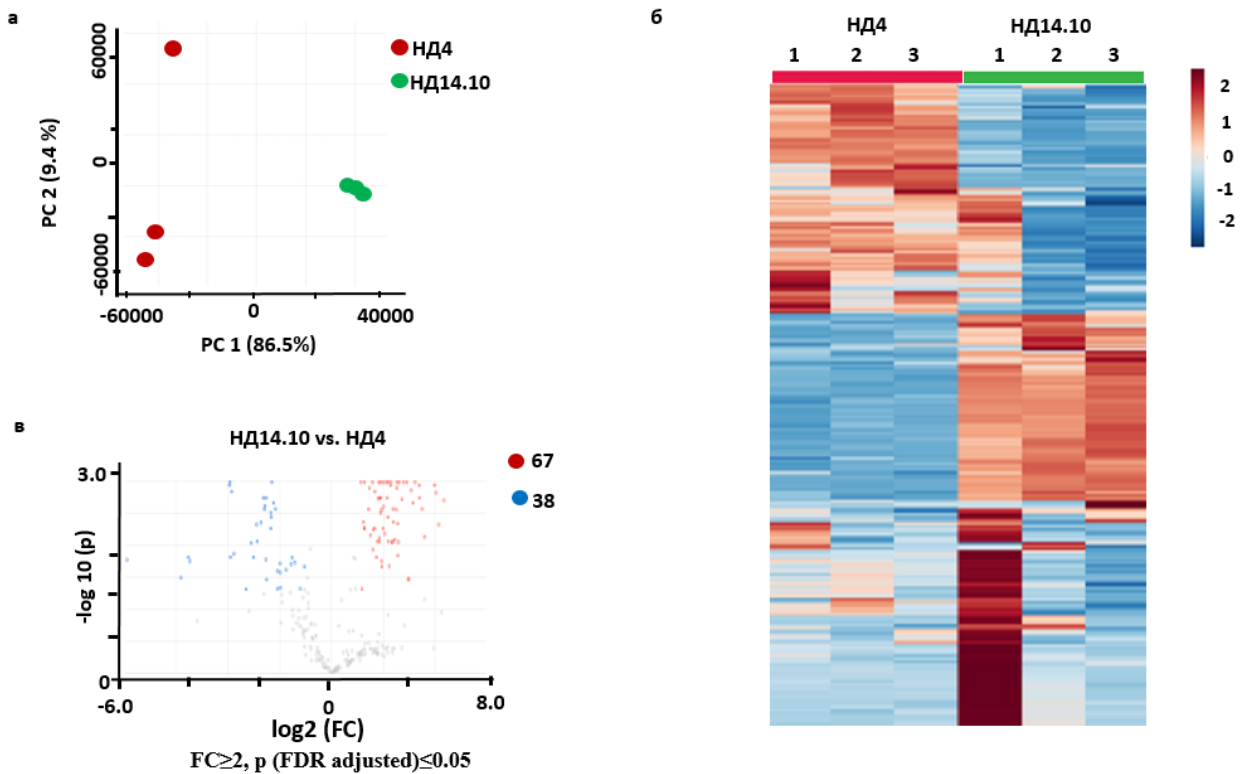 а
НД4
НД14.10
60000
0
-60000
PC 2 (9.4 %)
-60000
0
40000
PC 1 (86.5%)
б
НД4
НД14.10
1
2
3
1
2
3
2
1
0
-1
-2
в
НД14.10 vs. НД4
67
38
3.0
0
-log 10 (p)
-6.0
0
8.0
log2 (FC)
FC≥2, p (FDR adjusted)≤0.05